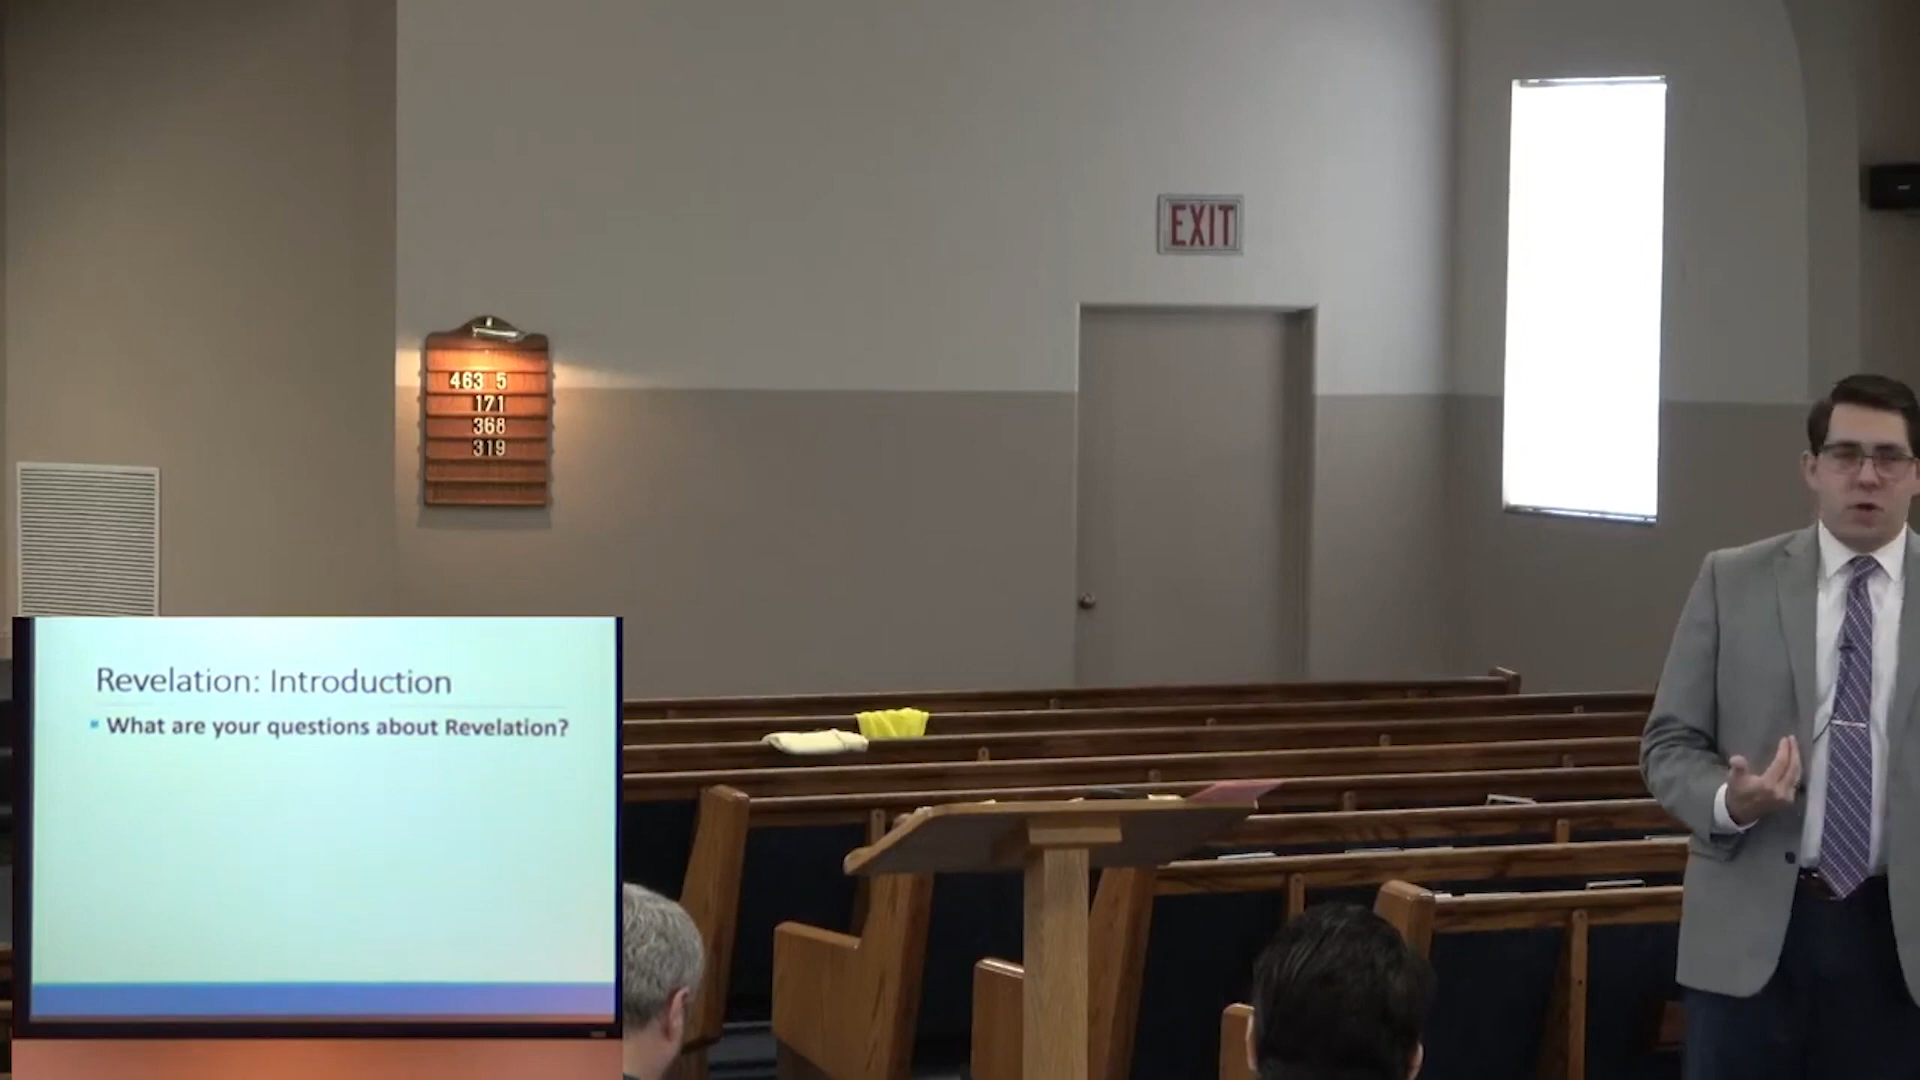 EXIT
463 5
171
368
319
Revelation: Introduction
What are your questions about Revelation?